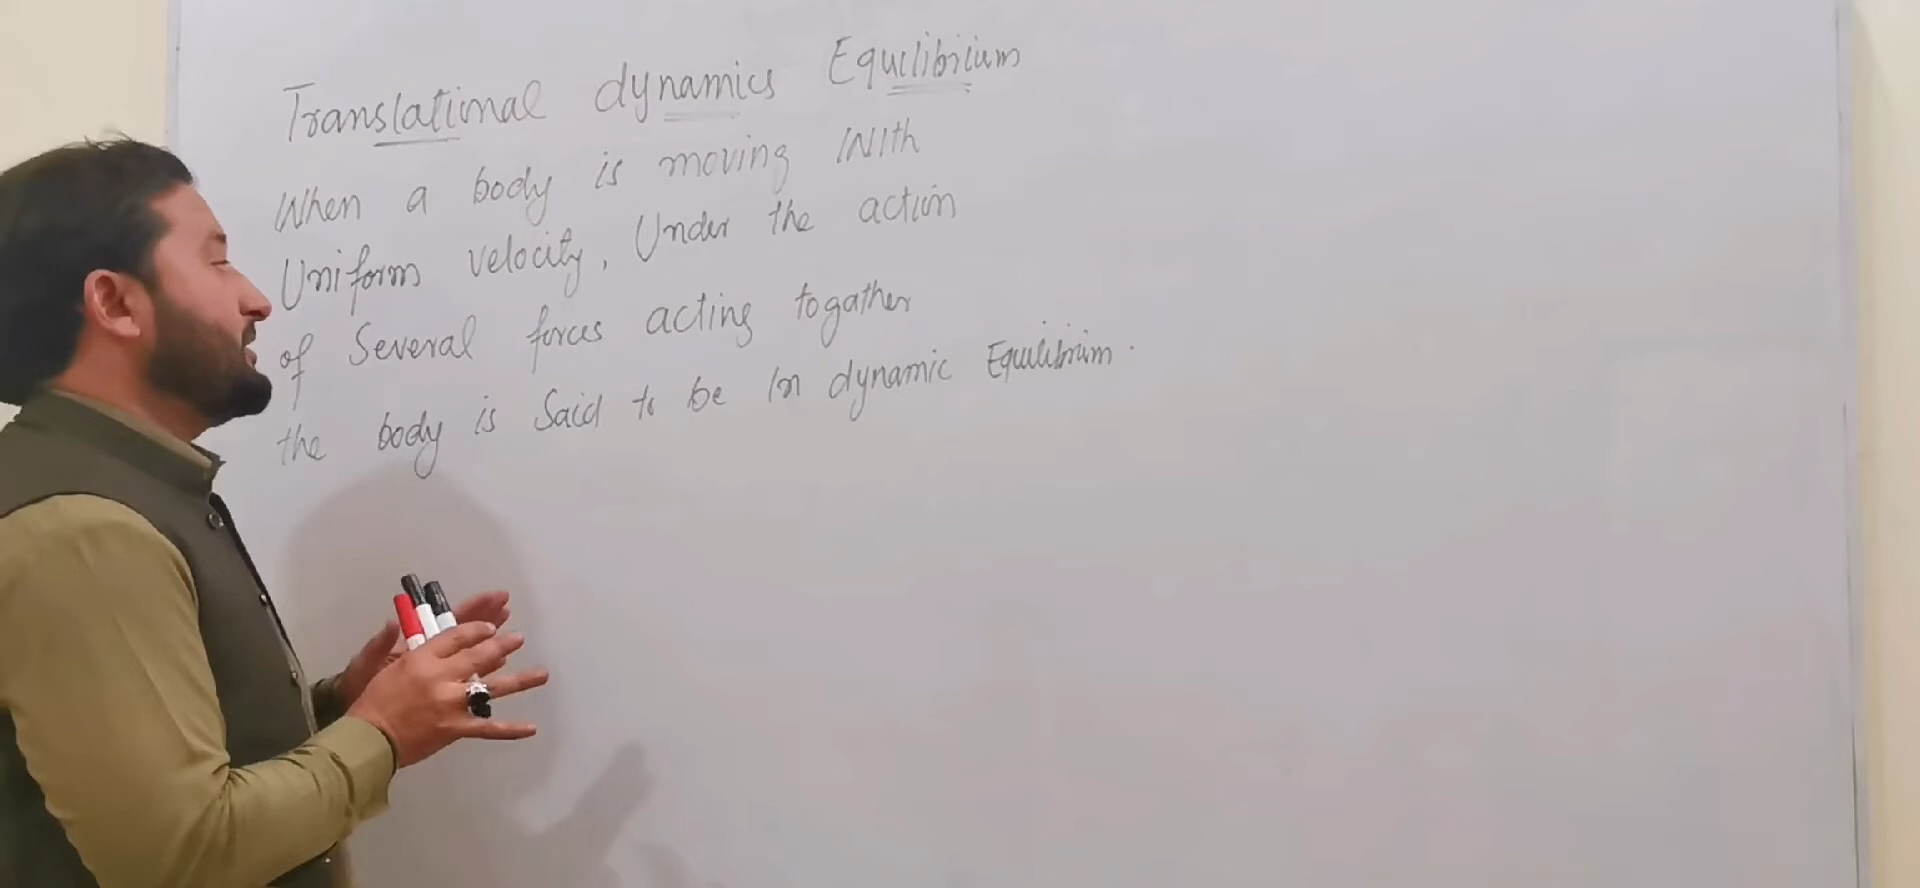 Translational dynamics Equilibrium
When a body is moving With
Uniform velocity, Under the action
of Several forces acting togather
the body is Said to be In dynamic Equilibrium.